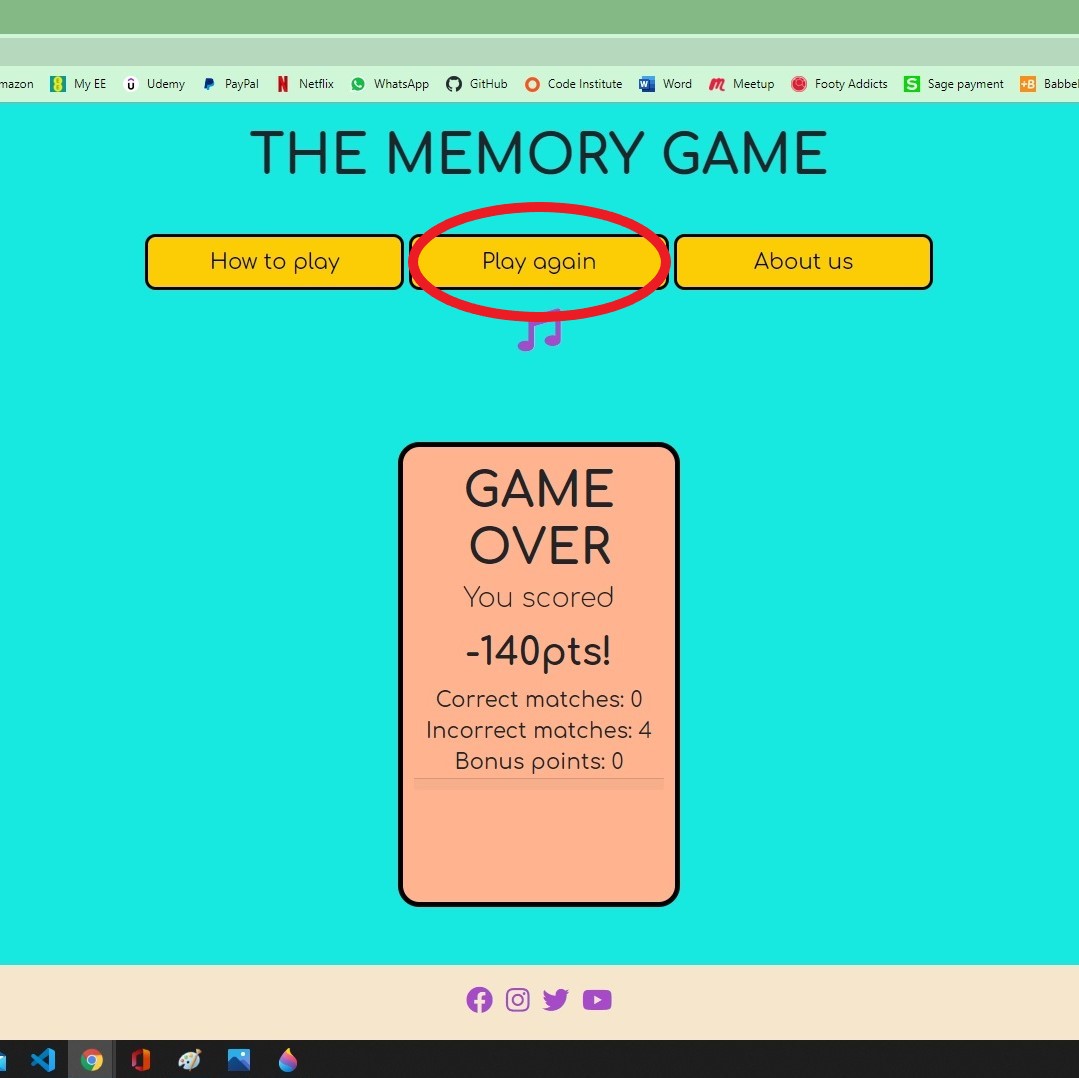 mazon My EE Udemy PayPal Netflix WhatsApp GitHub Code Institute Word Meetup Footy Addicts Sage payment Babbel
THE MEMORY GAME
How to play Play again About us
GAME
OVER
You scored
-140pts!
Correct matches: 0
Incorrect matches: 4
Bonus points: 0